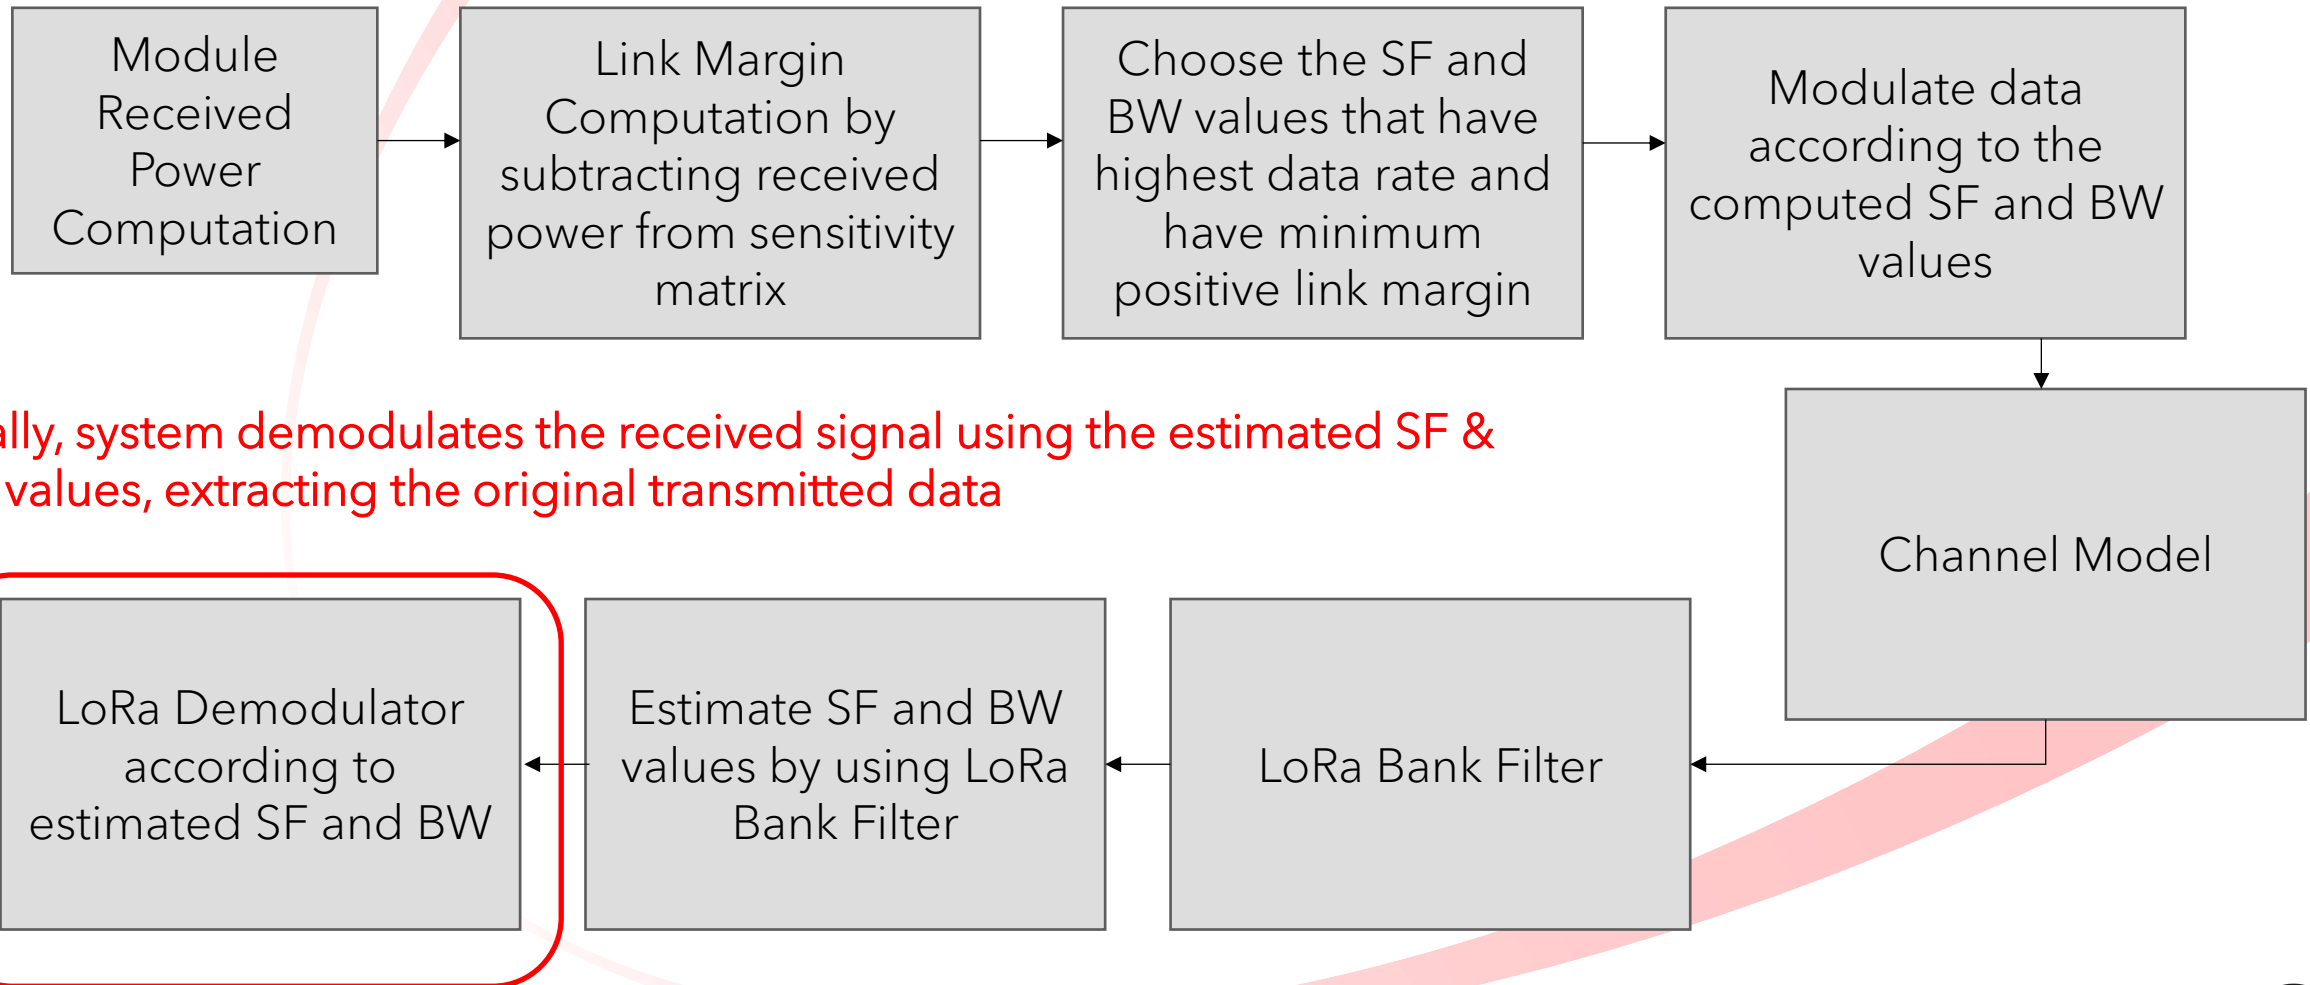 Module
Received
Power
Computation
Link Margin
Computation by
subtracting received
power from sensitivity
matrix
Choose the SF and
BW values that have
highest data rate and
have minimum
positive link margin
Modulate data
according to the
computed SF and BW
values
ally, system demodulates the received signal using the estimated SF &
values, extracting the original transmitted data
Channel Model
LoRa Demodulator
according to
estimated SF and BW
Estimate SF and BW
values by using LoRa
Bank Filter
LoRa Bank Filter